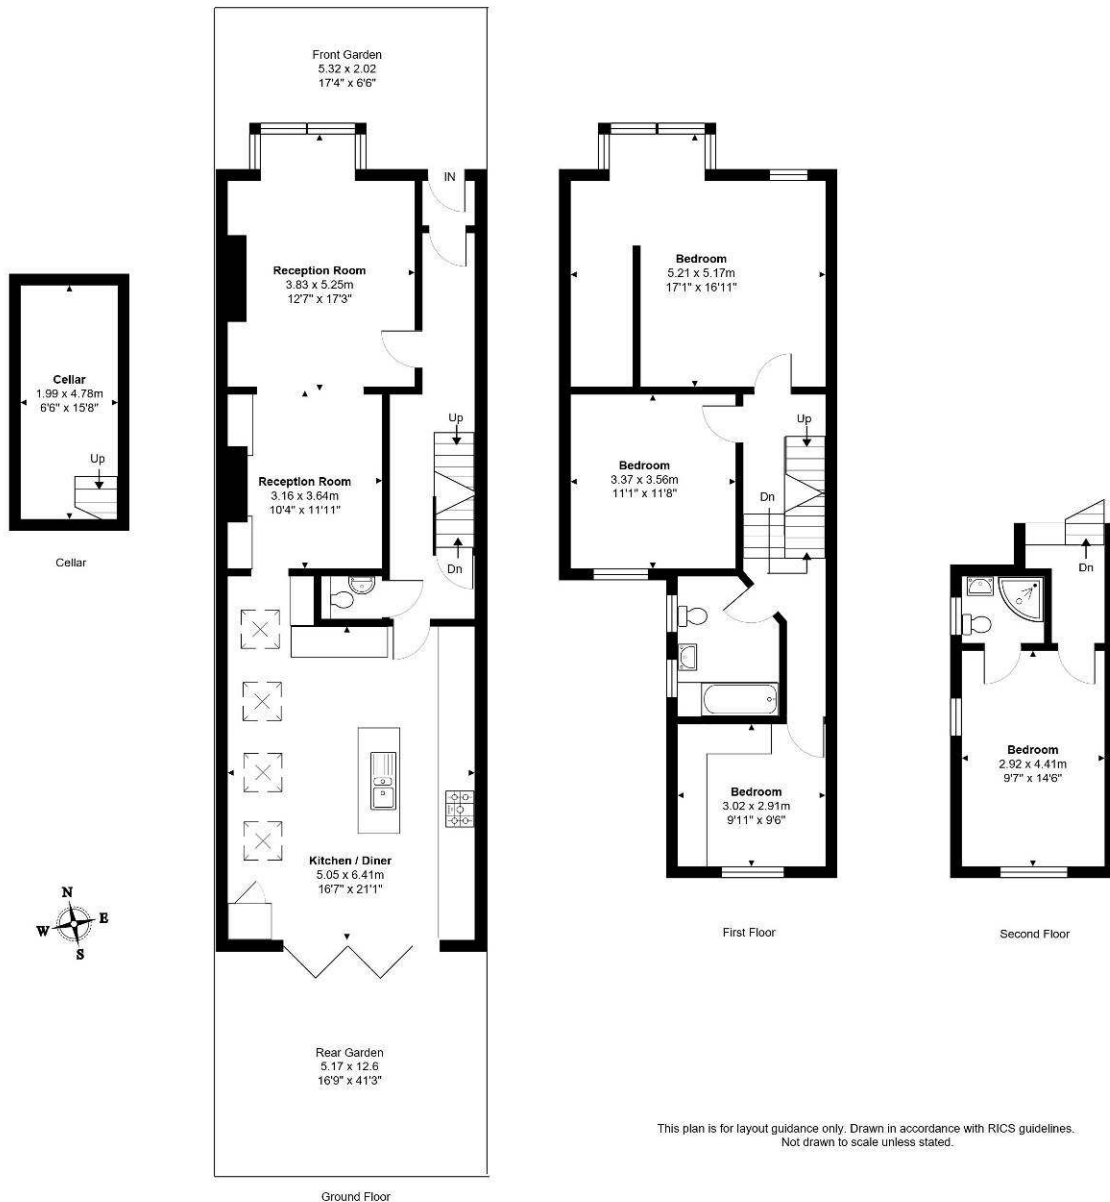 Front Garden
5.32 x 2.02
17'4" x 6'6"
IN
Reception Room
3.83 x 5.25m
12'7" x 17'3"
Reception Room
3.16 x 3.64m
10'4" x 11'11"
Up
Dn
Kitchen / Diner
5.05 x 6.41m
16'7" x 21'1"
Rear Garden
5.17 x 12.6
16'9" x 41'3"
Ground Floor
Cellar
1.99 x 4.78m
6'6" x 15'8"
Up
Cellar
N
W
E
S
Bedroom
5.21 x 5.17m
17'1" x 16'11"
Bedroom
3.37 x 3.56m
11'1" x 11'8"
Up
Dn
Bedroom
3.02 x 2.91m
9'11" x 9'6"
First Floor
Dn
Bedroom
2.92 x 4.41m
9'7" x 14'6"
Second Floor
This plan is for layout guidance only. Drawn in accordance with RICS guidelines.
Not drawn to scale unless stated.